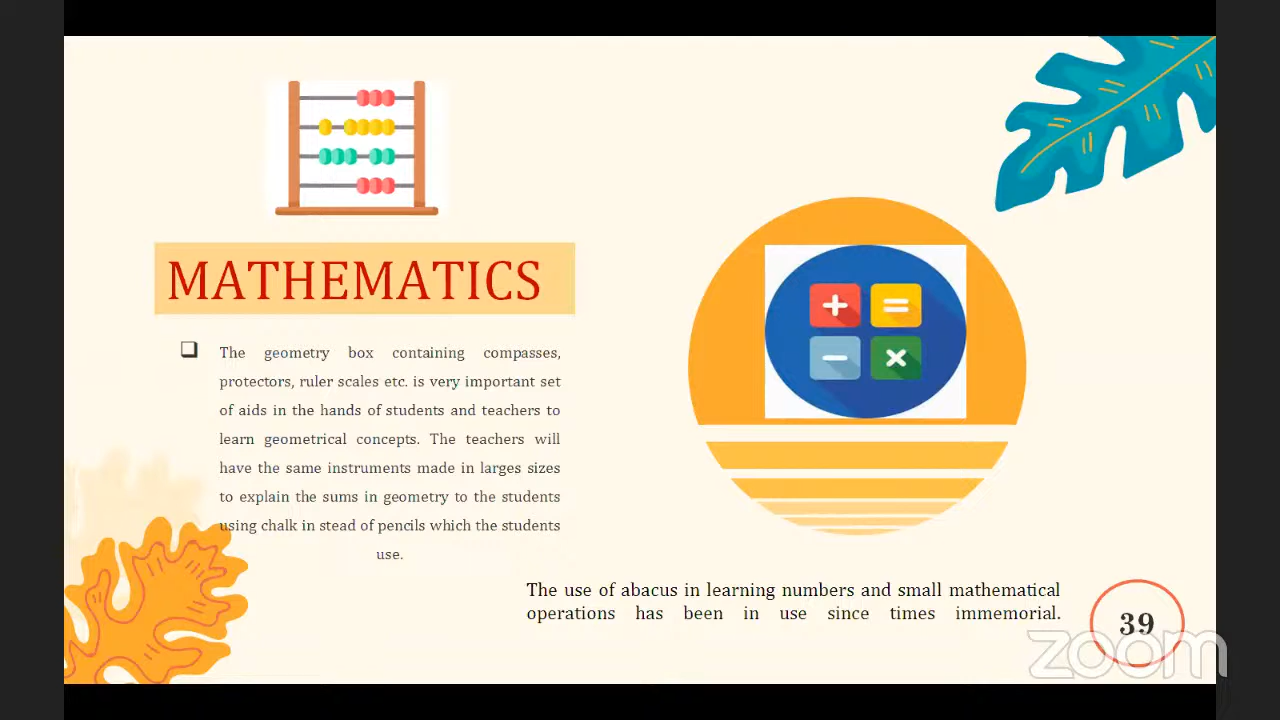 MATHEMATICS
❑ The geometry box containing compasses,
protectors, ruler scales etc. is very important set
of aids in the hands of students and teachers to
learn geometrical concepts. The teachers will
have the same instruments made in larges sizes
to explain the sums in geometry to the students
using chalk in stead of pencils which the students
use.
The use of abacus in learning numbers and small mathematical
operations has been in use since times immemorial.
39
zoom